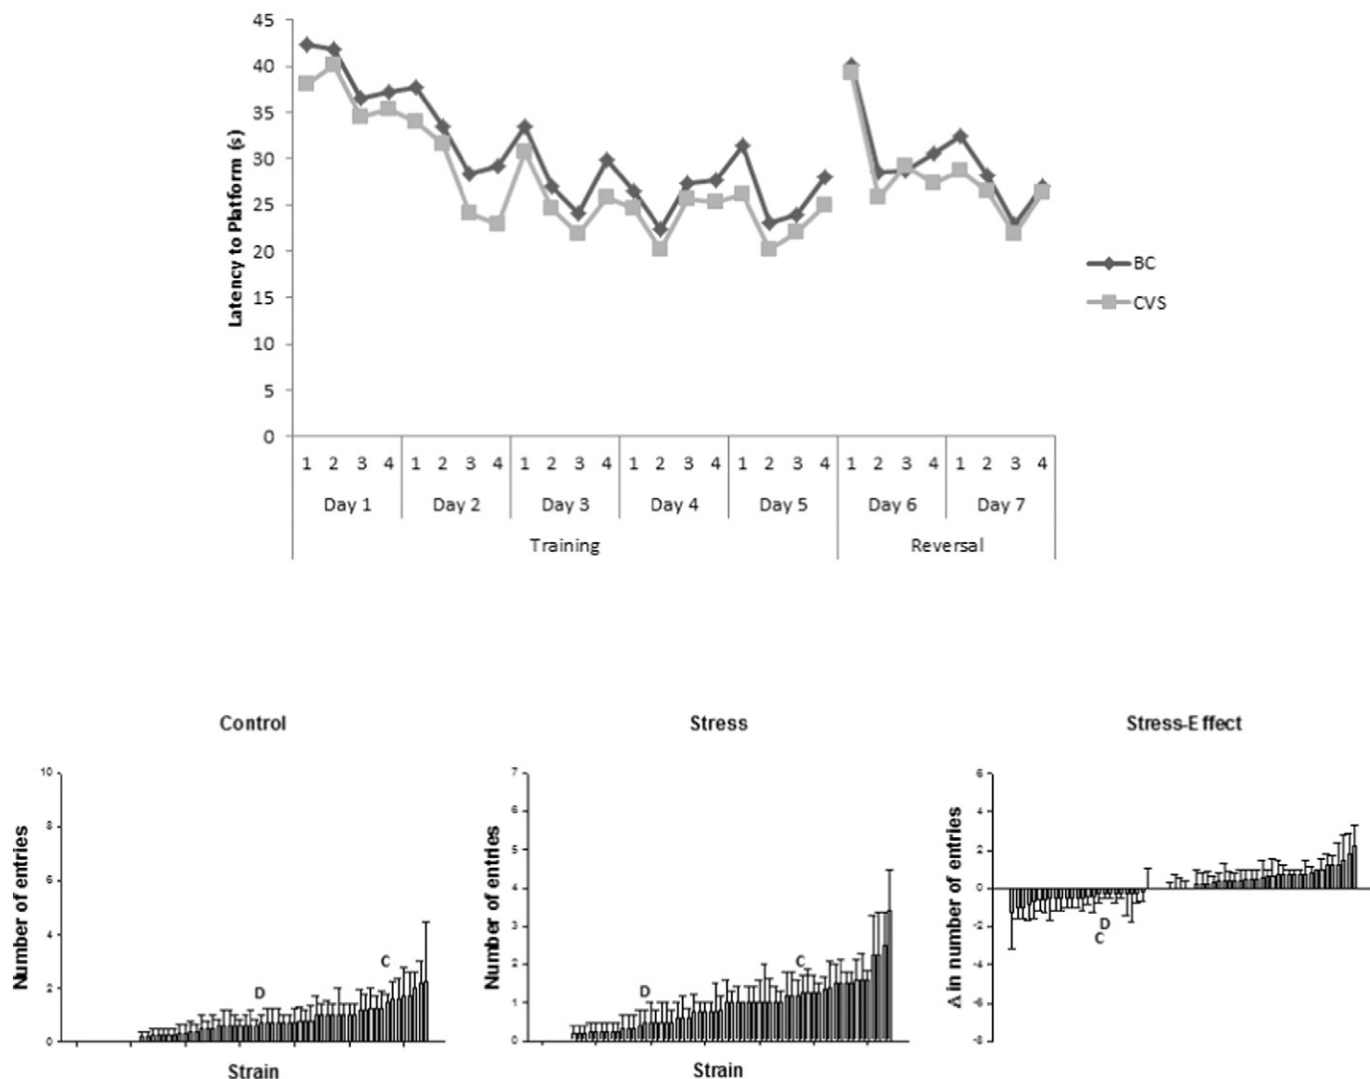 45
40
35
30
25
20
15
10
5
0
Latency to Platform (s)
BC
CVS
1 2 3 4 1 2 3 4 1 2 3 4 1 2 3 4 1 2 3 4 1 2 3 4 1 2 3 4
Day 1 Day 2 Day 3 Day 4 Day 5 Day 6 Day 7
Training Reversal
Control
10
8
6
4
2
0
Number of entries
D
C
Strain
Stress
7
6
5
4
3
2
1
0
Number of entries
D
C
Strain
Stress-Effect
6
4
2
0
-2
-4
-6
-8
Δ in number of entries
D
C